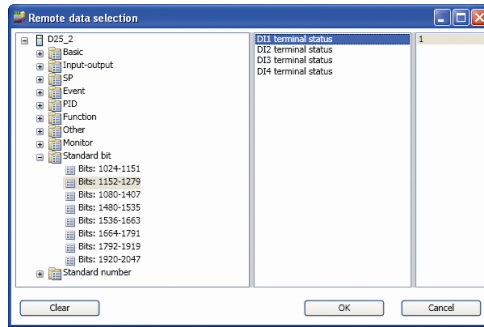 Remote data selection
D25_2
Basic
Input-output
SP
Event
PID
Function
Other
Monitor
Standard bit
Bits: 1024-1151
Bits: 1152-1279
Bits: 1080-1407
Bits: 1480-1535
Bits: 1536-1663
Bits: 1664-1791
Bits: 1792-1919
Bits: 1920-2047
Standard number
DI1 terminal status
DI2 terminal status
DI3 terminal status
DI4 terminal status
1
Clear
OK
Cancel